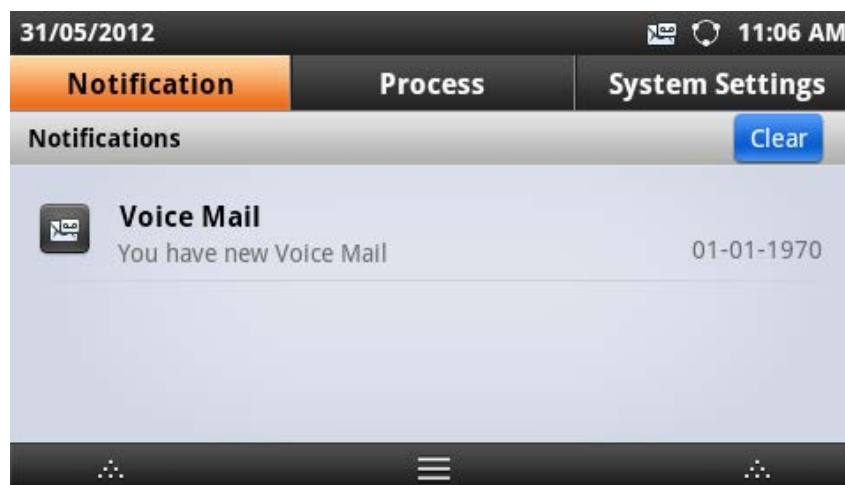 31/05/2012 11:06 AM
Notification Process System Settings
Notifications Clear
Voice Mail
You have new Voice Mail 01-01-1970